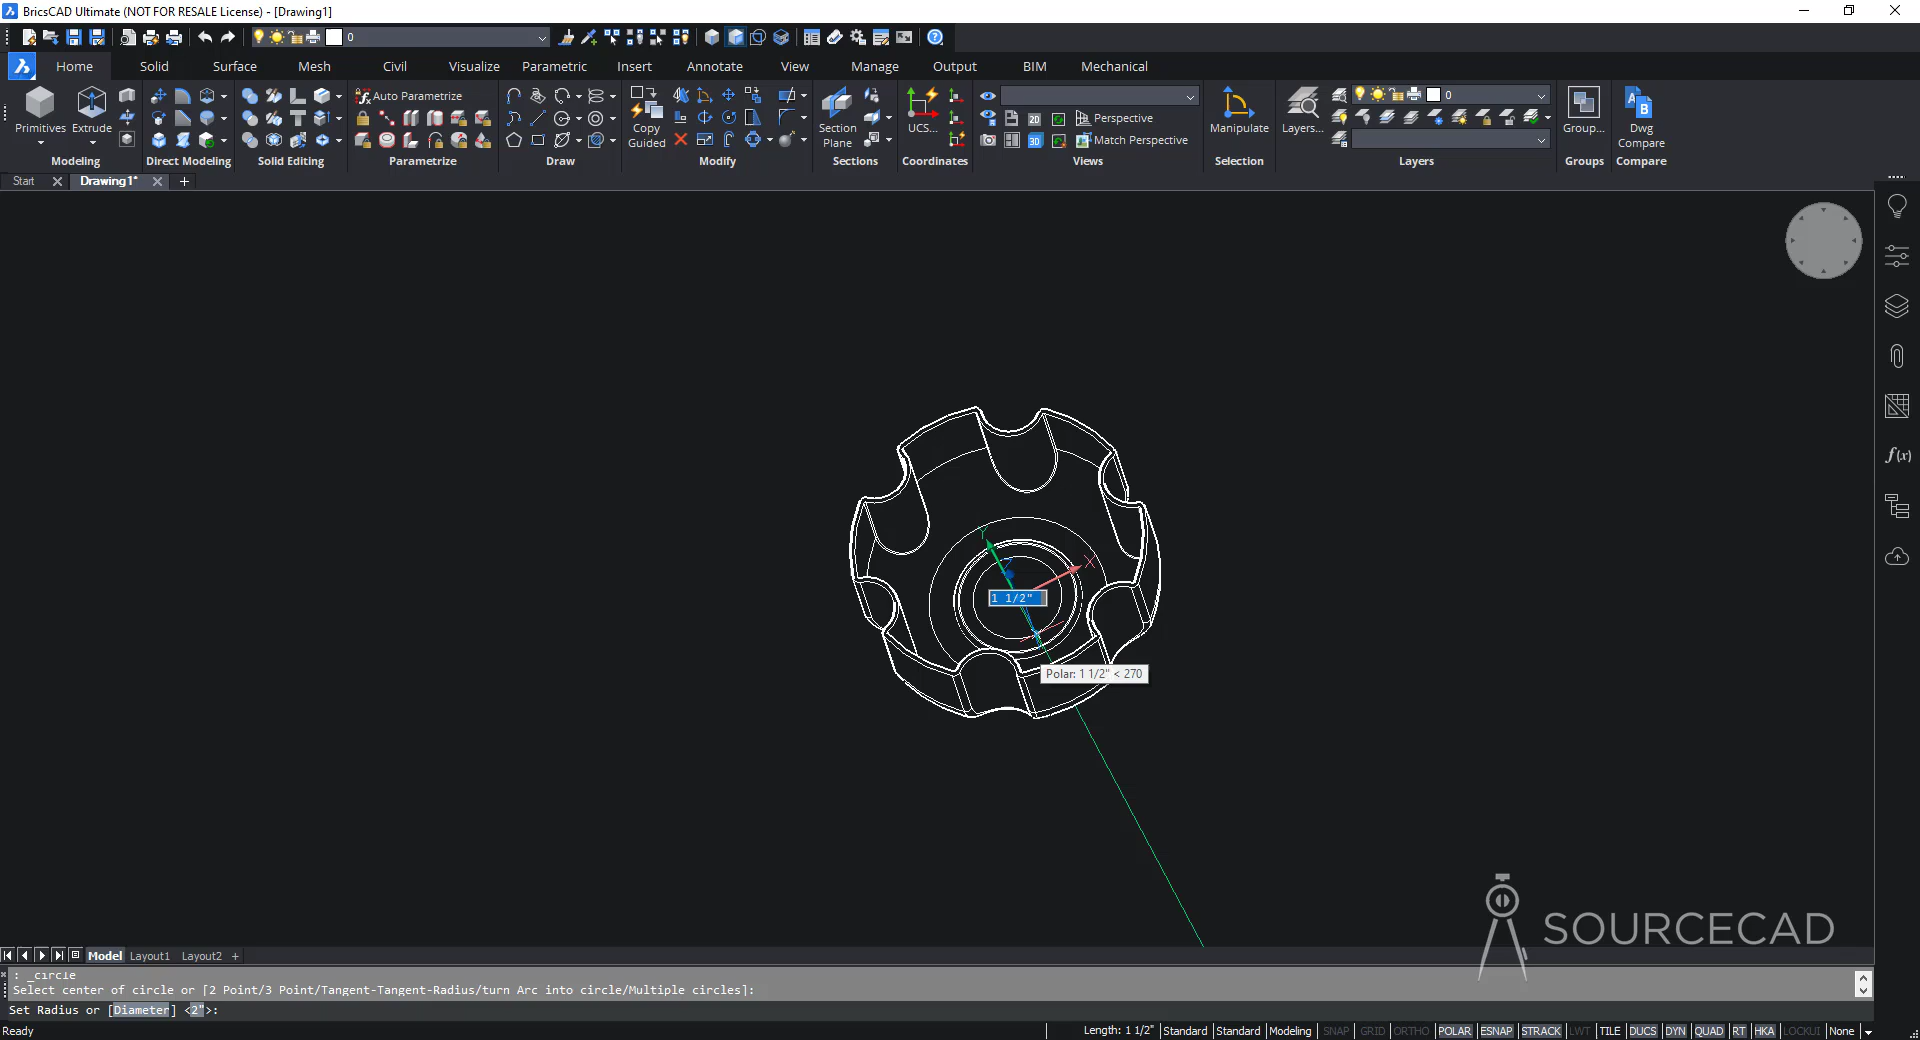 BricsCAD Ultimate (NOT FOR RESALE License) - [Drawing1]
0
Home Solid Surface Mesh Civil Visualize Parametric Insert Annotate View Manage Output BIM Mechanical
Auto Parametrize
0
Primitives Extrude
Copy Guided
Section Plane
UCS...
20
3D
Perspective
Match Perspective
Manipulate
Layers...
Group...
A B
Dwg Compare
Modeling Direct Modeling Solid Editing Parametrize Draw Modify Sections Coordinates Views Selection Layers Groups Compare
Start Drawing1* +
f(x)
Y
X
1 1/2"
Polar: 1 1/2" < 270
SOURCECAD
Model Layout1 Layout2 +
: _circle
Select center of circle or [2 Point/3 Point/Tangent-Tangent-Radius/turn Arc into circle/Multiple circles]:
Set Radius or [Diameter] <2">:
Ready
Length: 1 1/2" Standard Standard Modeling SNAP GRID ORTHO POLAR ESNAP STRACK LWT TILE DUCS DYN QUAD RT HKA LOCKUI None